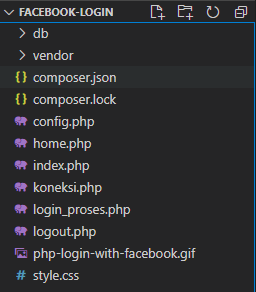 FACEBOOK-LOGIN
db
vendor
composer.json
composer.lock
config.php
home.php
index.php
koneksi.php
login_proses.php
logout.php
php-login-with-facebook.gif
style.css